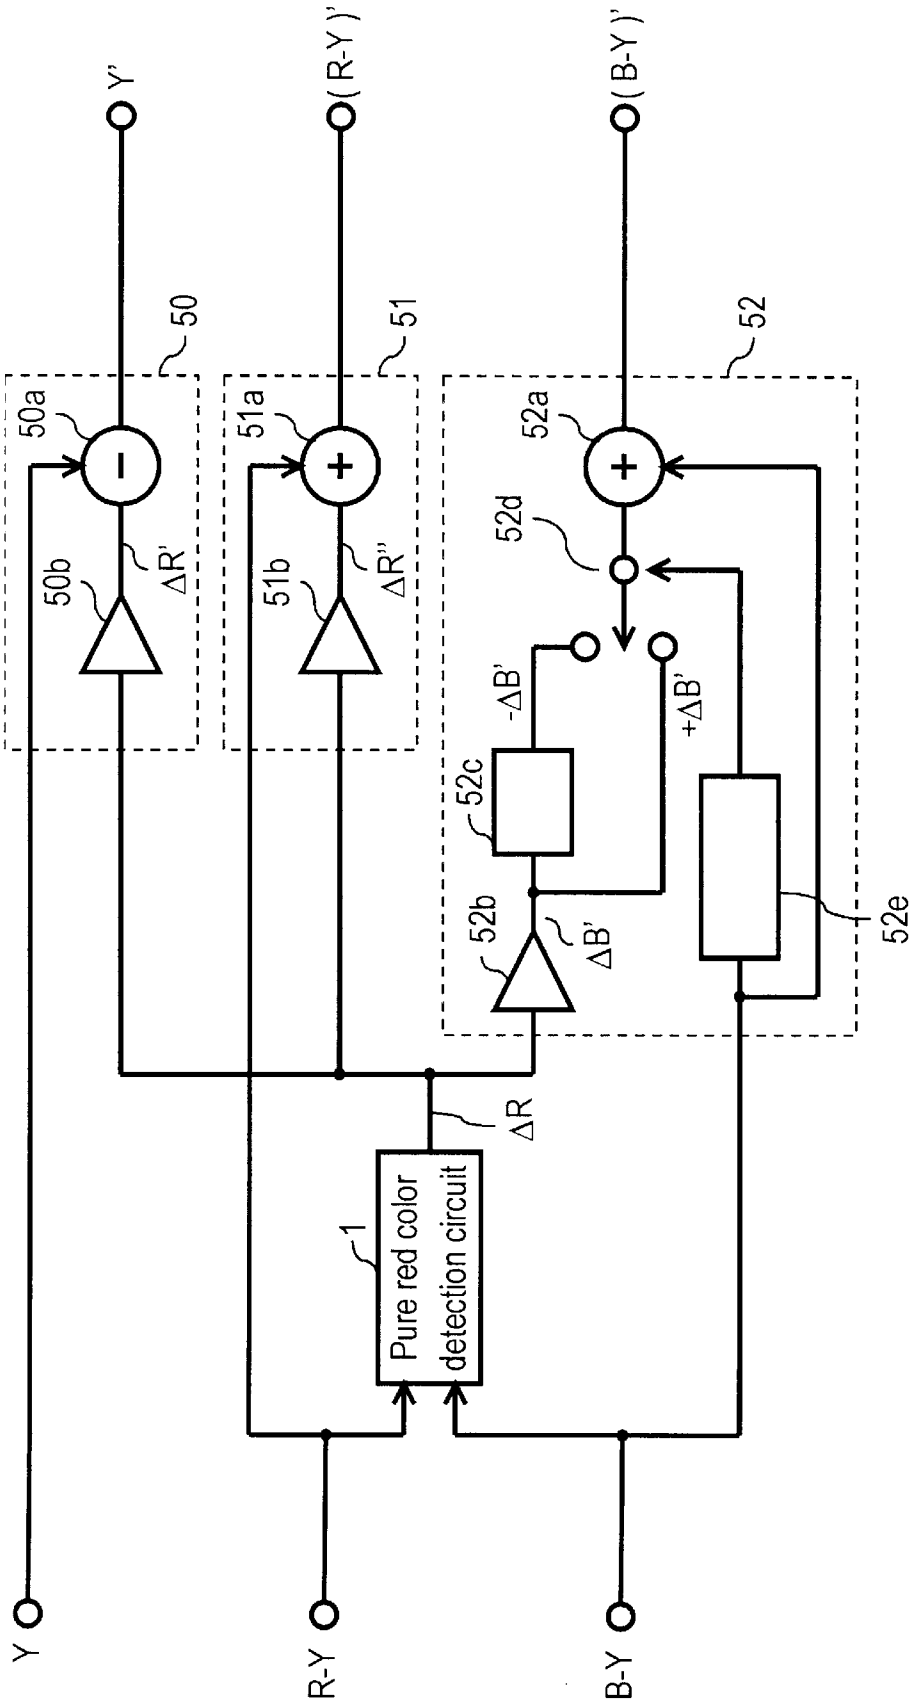 Y
R-Y
B-Y
1
Pure red color
detection circuit
ΔR
50a
50b
ΔR'
50
Y'
51a
51b
ΔR''
51
(R-Y)'
52a
52b
ΔB'
52c
-ΔB'
+ΔB'
52d
52e
52
(B-Y)'
-
+
+